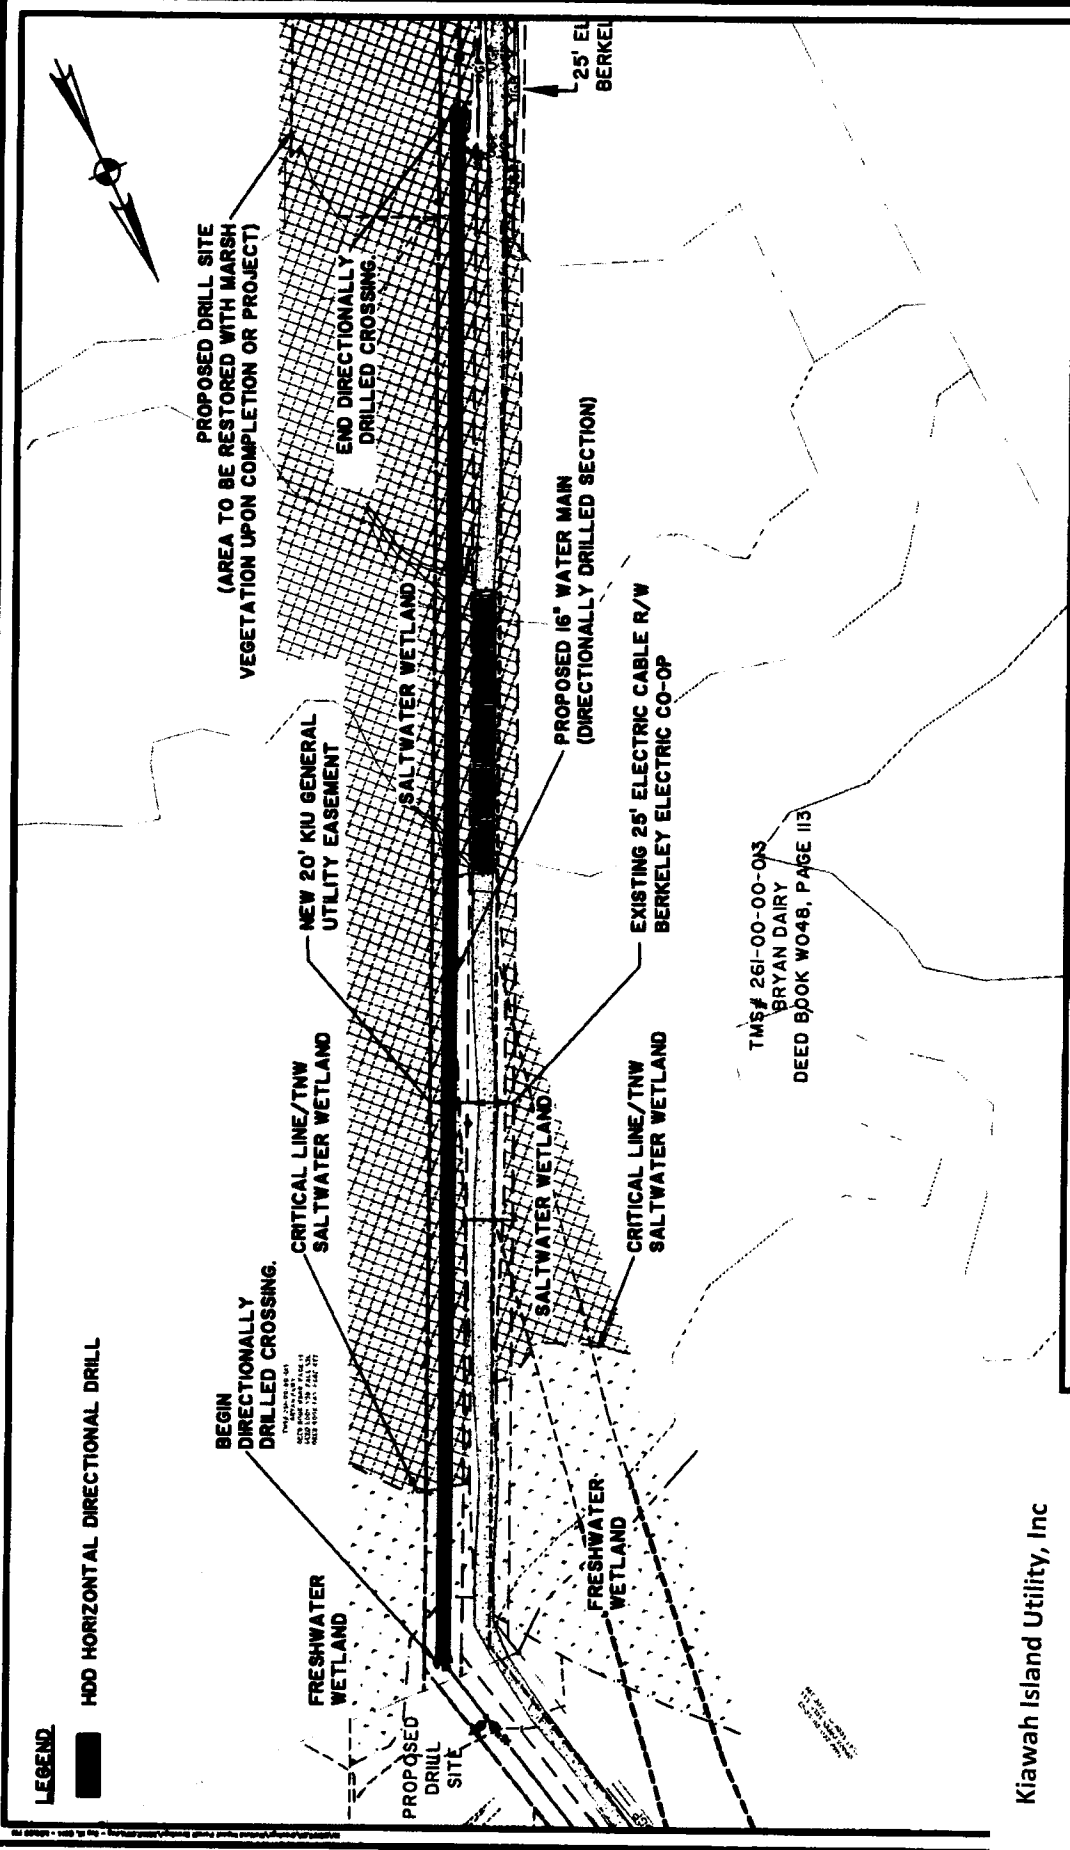 LEGEND
HDD HORIZONTAL DIRECTIONAL DRILL
PROPOSED DRILL SITE
(AREA TO BE RESTORED WITH MARSH
VEGETATION UPON COMPLETION OR PROJECT)
BEGIN
DIRECTIONALLY
DRILLED CROSSING.
CRITICAL LINE/TNW
SALTWATER WETLAND
NEW 20' KIU GENERAL
UTILITY EASEMENT
END DIRECTIONALLY
DRILLED CROSSING.
FRESHWATER
WETLAND
SALTWATER WETLAND
PROPOSED
DRILL
SITE
SALTWATER WETLAND
PROPOSED 16" WATER MAIN
(DIRECTIONALLY DRILLED SECTION)
25' EL
BERKEL
FRESHWATER
WETLAND
CRITICAL LINE/TNW
SALTWATER WETLAND
EXISTING 25' ELECTRIC CABLE R/W
BERKELEY ELECTRIC CO-OP
TMS# 261-00-00-013
BRYAN DAIRY
DEED BOOK W048, PAGE 113
Kiawah Island Utility, Inc